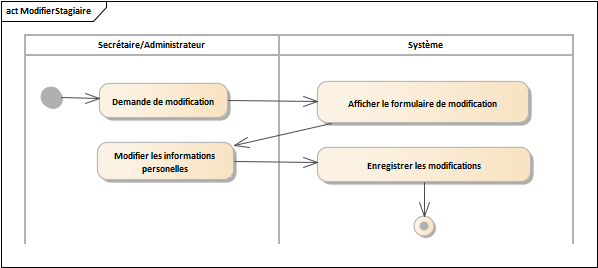 act ModifierStagiaire
Secrétaire/Administrateur
Système
Demande de modification
Afficher le formulaire de modification
Modifier les informations
personelles
Enregistrer les modifications